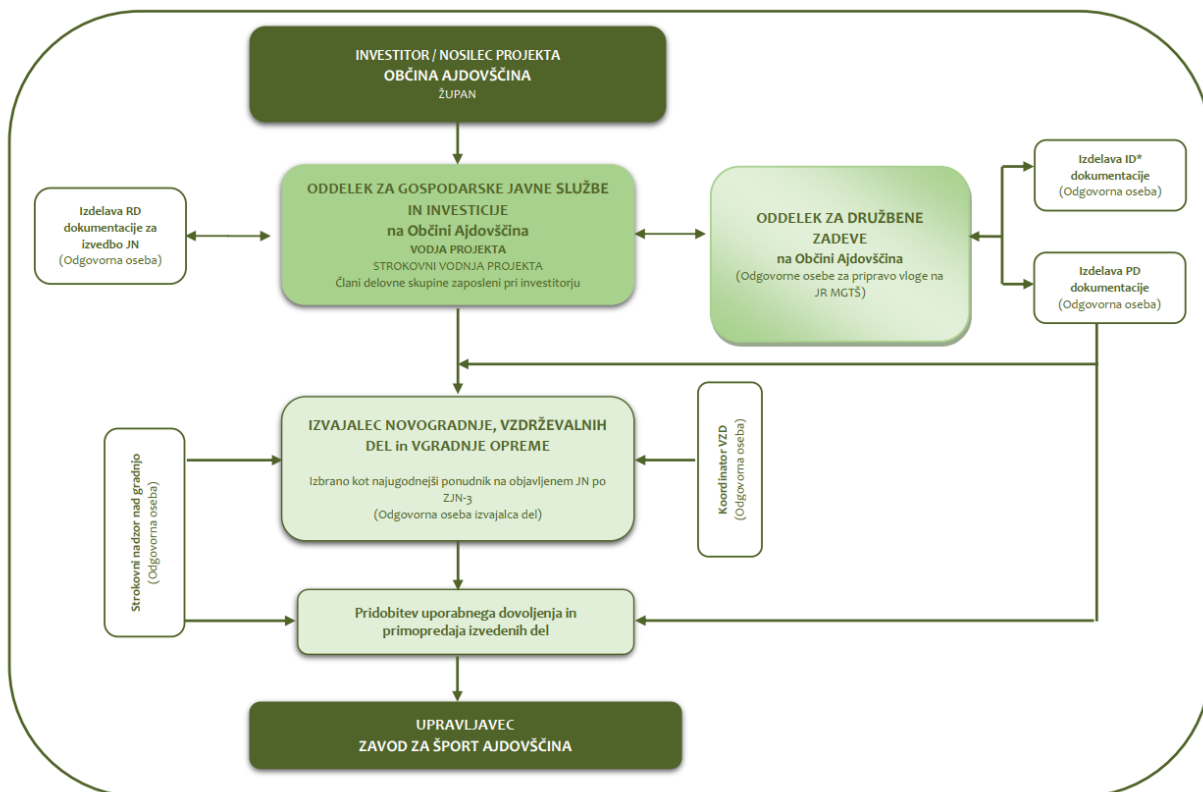 INVESTITOR / NOSILEC PROJEKTA
OBČINA AJDOVŠČINA
ŽUPAN
Izdelava RD
dokumentacije za
izvedbo JN
(Odgovorna oseba)
ODDELEK ZA GOSPODARSKE JAVNE SLUŽBE
IN INVESTICIJE
na Občini Ajdovščina
VODJA PROJEKTA
STROKOVNI VODNJA PROJEKTA
Člani delovne skupine zaposleni pri investitorju
ODDELEK ZA DRUŽBENE
ZADEVE
na Občini Ajdovščina
(Odgovorne osebe za pripravo vloge na
JR MGTŠ)
Izdelava ID*
dokumentacije
(Odgovorna oseba)
Izdelava PD
dokumentacije
(Odgovorna oseba)
Strokovni nadzor nad gradnjo
(Odgovorna oseba)
IZVAJALEC NOVOGRADNJE, VZDRŽEVALNIH
DEL in VGRADNJE OPREME
Izbrano kot najugodnejši ponudnik na objavljenem JN po
ZJN-3
(Odgovorna oseba izvajalca del)
Koordinator VZD
(Odgovorna oseba)
Pridobitev uporabnega dovoljenja in
primopredaja izvedenih del
UPRAVLJAVEC
ZAVOD ZA ŠPORT AJDOVŠČINA